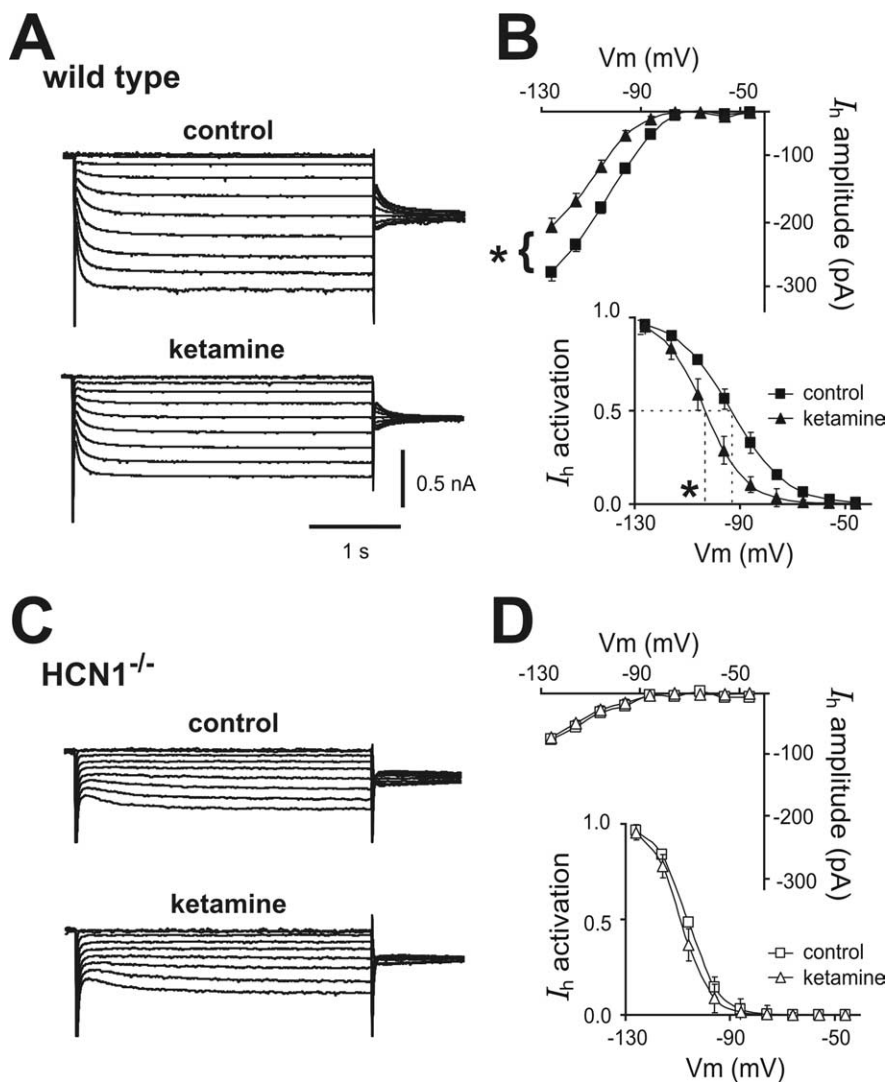 A
wild type
control
ketamine
0.5 nA
1 s
B
Vm (mV)
-130 -90 -50
-100
-200
-300
Ih amplitude (pA)
*
{
1.0
0.5
0.0
Ih activation
control
ketamine
*
-130 -90 -50
Vm (mV)
C
HCN1-/-
control
ketamine
D
Vm (mV)
-130 -90 -50
-100
-200
-300
Ih amplitude (pA)
1.0
0.5
0.0
Ih activation
control
ketamine
-130 -90 -50
Vm (mV)